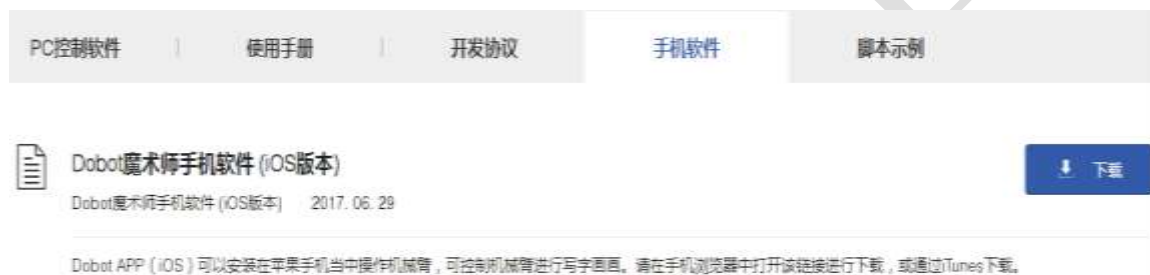 PC控制软件 | 使用手册 | 开发协议 手机软件 脚本示例
Dobot魔术师手机软件 (iOS版本)
下载
Dobot魔术师手机软件 (iOS版本) 2017. 06. 29
Dobot APP ( iOS ) 可以安装在苹果手机当中操作机械臂，可控制机械臂进行写字画画。请在手机浏览器中打开该链接进行下载，或通过iTunes下载。